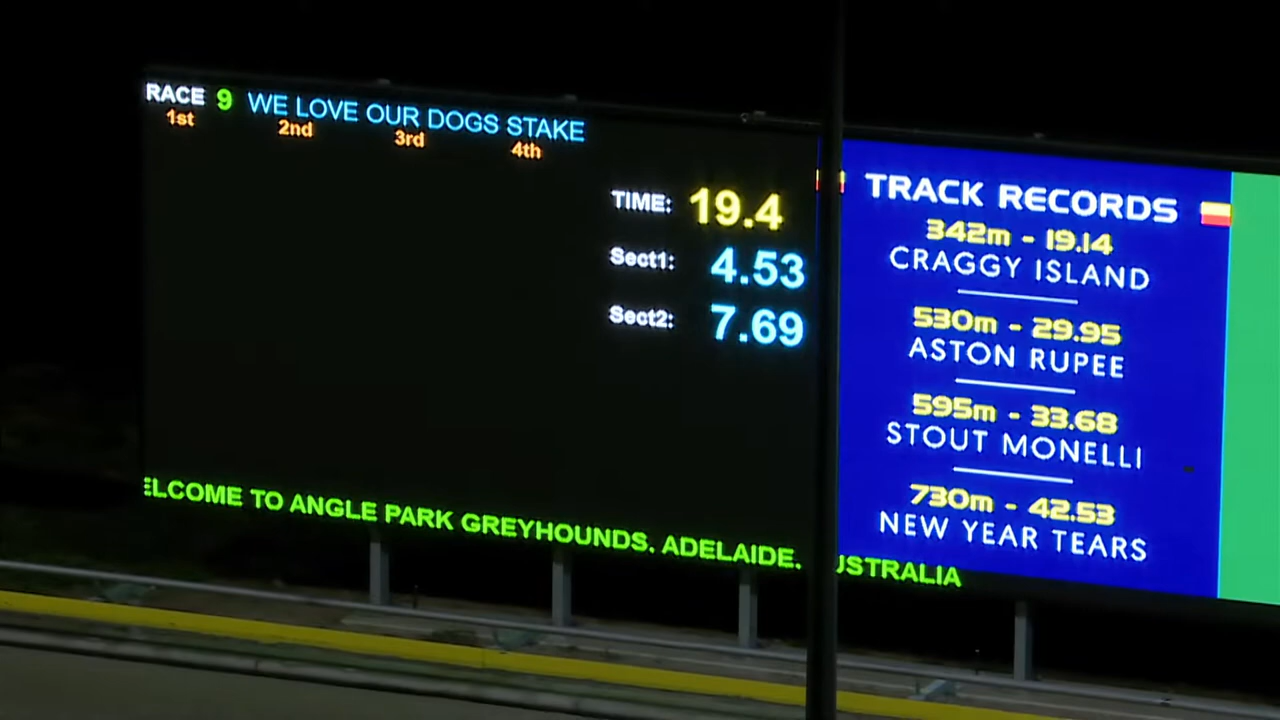 RACE 9 WE LOVE OUR DOGS STAKE
1st 2nd 3rd 4th
TIME: 19.4
Sect1: 4.53
Sect2: 7.69
ELCOME TO ANGLE PARK GREYHOUNDS. ADELAIDE. USTRALIA
TRACK RECORDS
342m - 19.14
CRAGGY ISLAND
530m - 29.95
ASTON RUPEE
595m - 33.68
STOUT MONELLI
730m - 42.53
NEW YEAR TEARS